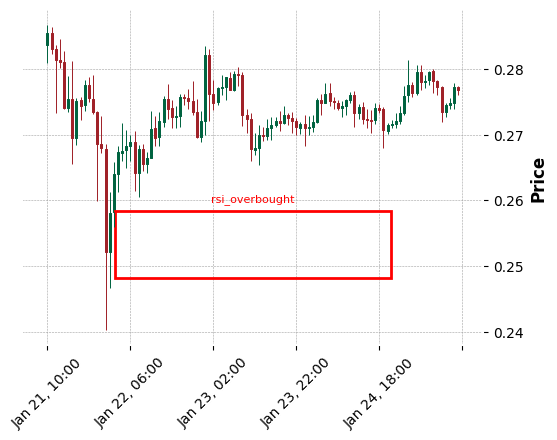 0.28
0.27
0.26
0.25
0.24
Price
rsi_overbought
Jan 21, 10:00
Jan 22, 06:00
Jan 23, 02:00
Jan 23, 22:00
Jan 24, 18:00